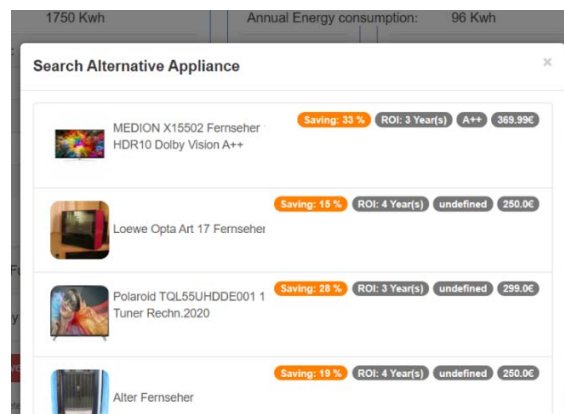 1750 Kwh
Annual Energy consumption: 96 Kwh
Search Alternative Appliance ×
Saving: 33 % ROI: 3 Year(s) A++ 369.99€
MEDION X15502 Fernseher
HDR10 Dolby Vision A++
Saving: 15 % ROI: 4 Year(s) undefined 250.0€
Loewe Opta Art 17 Fernseher
Saving: 28 % ROI: 3 Year(s) undefined 299.0€
Polaroid TQL55UHDDE001 1
Tuner Rechn.2020
Saving: 19 % ROI: 4 Year(s) undefined 250.0€
Alter Fernseher